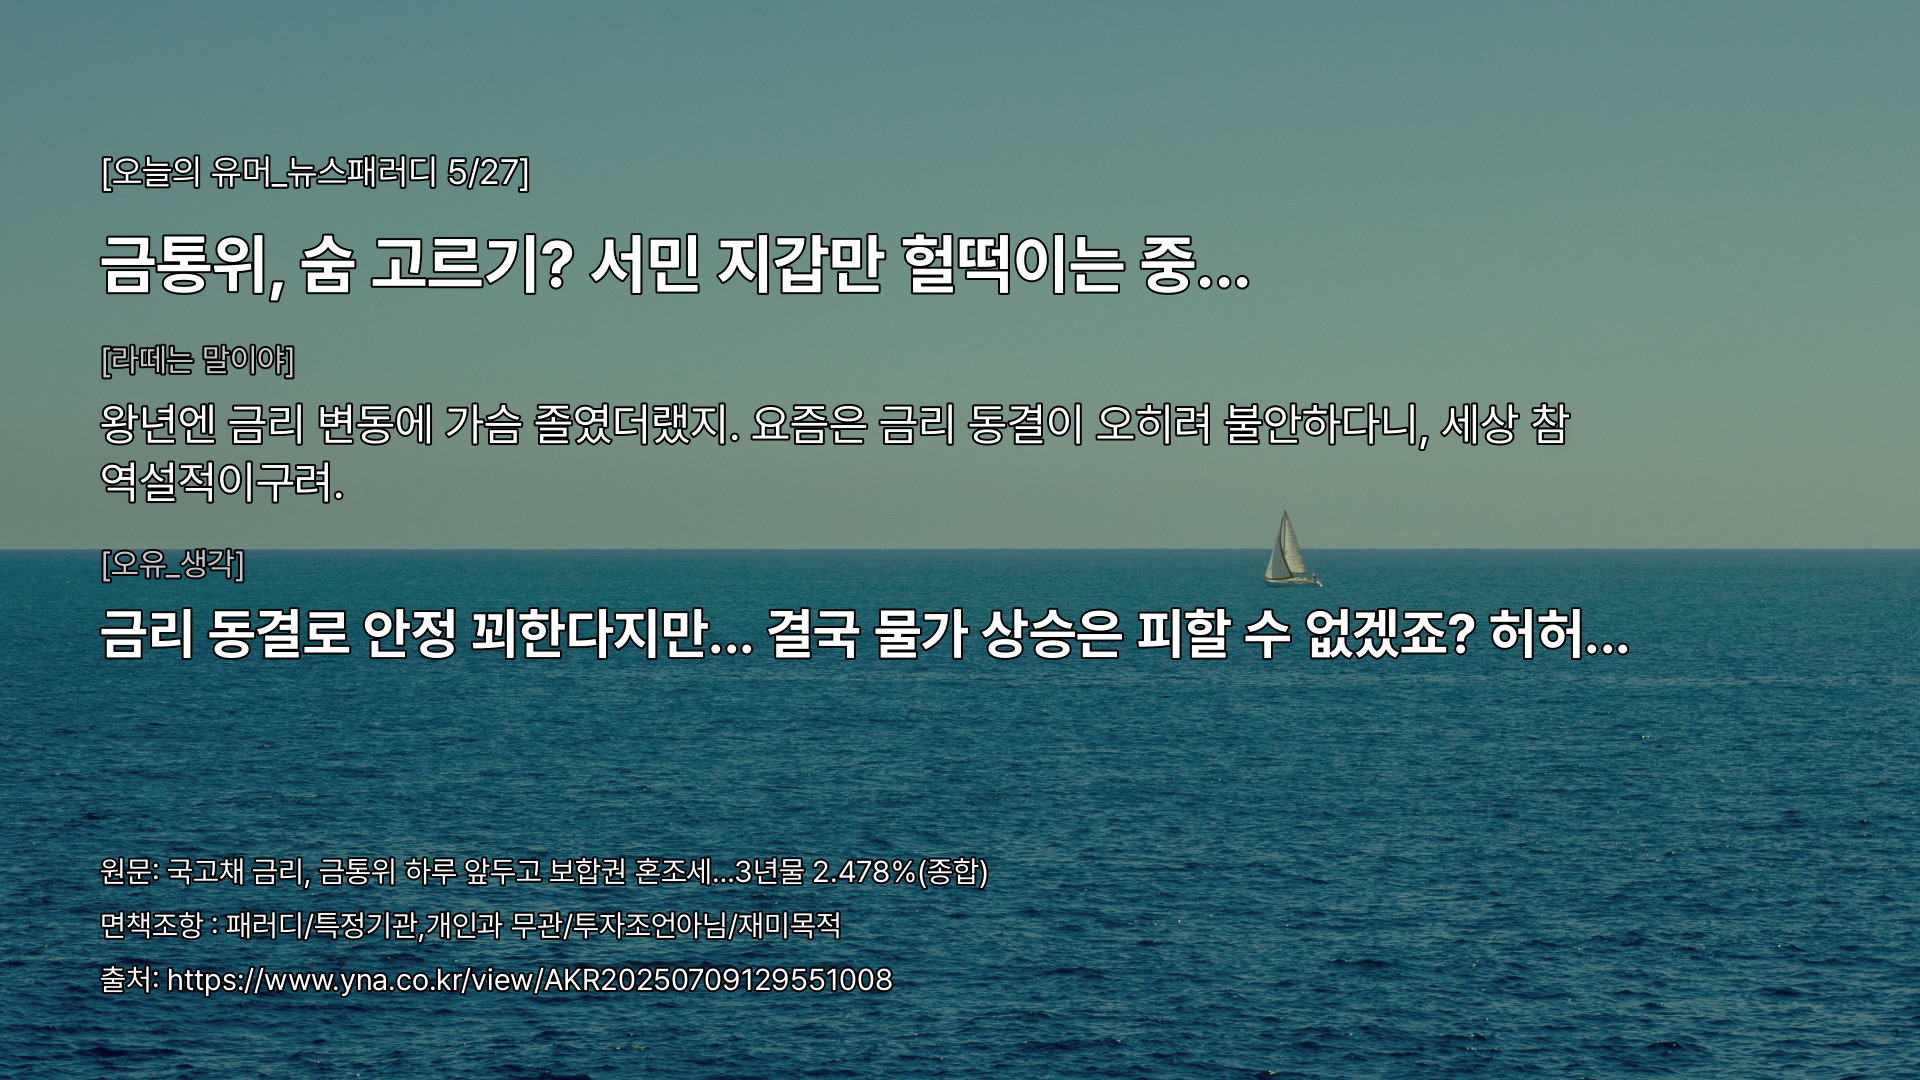 [오늘의 유머_뉴스패러디 5/27]
금통위, 숨 고르기? 서민 지갑만 헐떡이는 중...
[라떼는 말이야]
왕년엔 금리 변동에 가슴 졸였더랬지. 요즘은 금리 동결이 오히려 불안하다니, 세상 참
역설적이구려.
[오유_생각]
금리 동결로 안정 꾀한다지만... 결국 물가 상승은 피할 수 없겠죠? 허허...
원문: 국고채 금리, 금통위 하루 앞두고 보합권 혼조세...3년물 2.478%(종합)
면책조항 : 패러디/특정기관,개인과 무관/투자조언아님/재미목적
출처: https://www.yna.co.kr/view/AKR20250709129551008